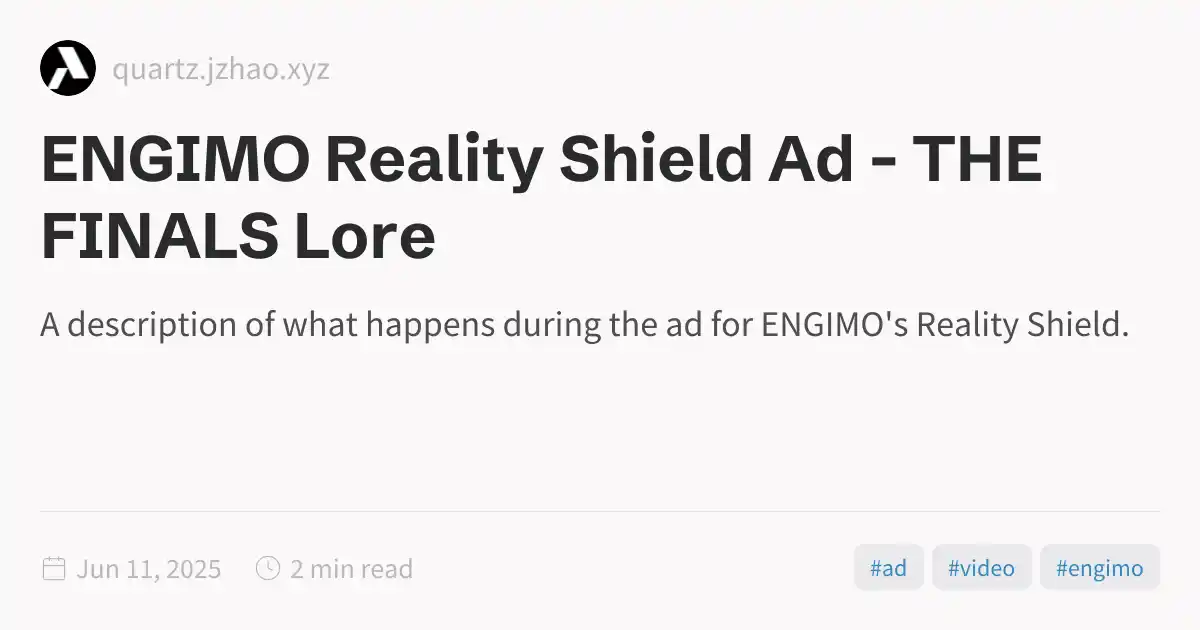 quartz.jzhao.xyz
ENGIMO Reality Shield Ad - THE
FINALS Lore
A description of what happens during the ad for ENGIMO's Reality Shield.
Jun 11, 2025
2 min read
#ad
#video
#engimo